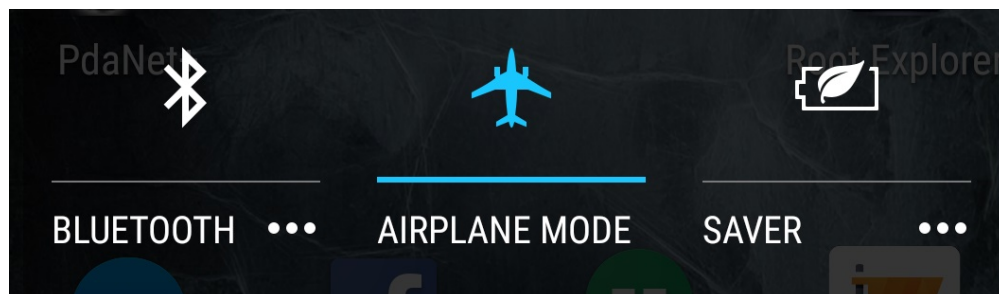 PdaNet
Root Explorer
BLUETOOTH ••• AIRPLANE MODE SAVER •••